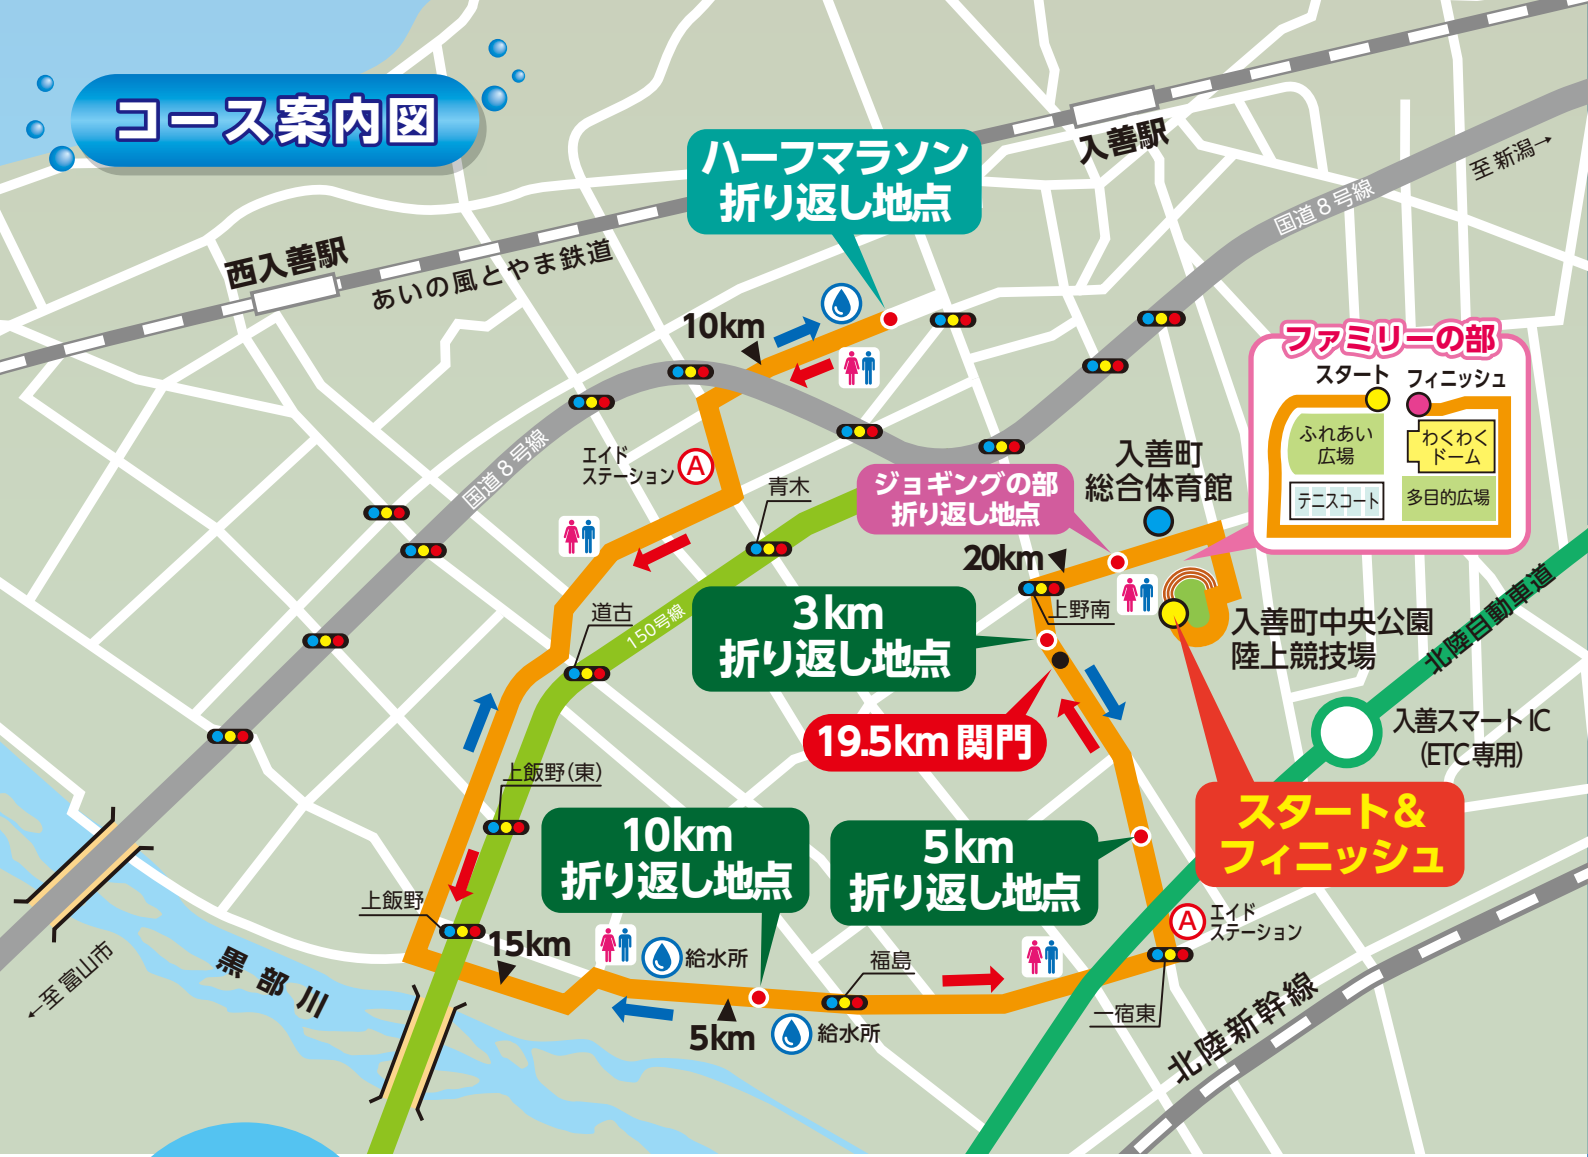 コース案内図
入善駅
至 新潟→
国道８号線
ハーフマラソン
折り返し地点
西入善駅
あいの風とやま鉄道
10km
ファミリーの部
スタート
フィニッシュ
ふれあい
広場
わくわく
ドーム
テニスコート
多目的広場
国道８号線
エイド
ステーション
A
青木
ジョギングの部
折り返し地点
入善町
総合体育館
20km
上野南
道古
150号線
3km
折り返し地点
入善町中央公園
陸上競技場
北陸自動車道
19.5km 関門
入善スマートIC
(ETC専用)
上飯野(東)
スタート&
フィニッシュ
10km
折り返し地点
5km
折り返し地点
上飯野
15km
給水所
福島
A
エイド
ステーション
黒部川
←至富山市
5km
給水所
一宿東
北陸新幹線